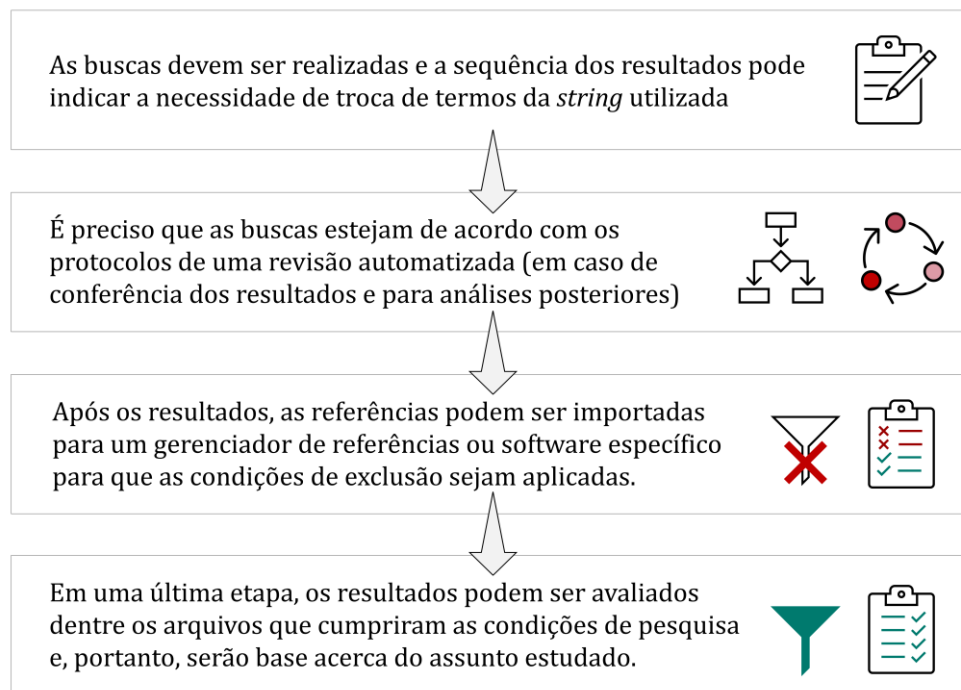 As buscas devem ser realizadas e a sequência dos resultados pode
indicar a necessidade de troca de termos da string utilizada
É preciso que as buscas estejam de acordo com os
protocolos de uma revisão automatizada (em caso de
conferência dos resultados e para análises posteriores)
Após os resultados, as referências podem ser importadas
para um gerenciador de referências ou software específico
para que as condições de exclusão sejam aplicadas.
Em uma última etapa, os resultados podem ser avaliados
dentre os arquivos que cumpriram as condições de pesquisa
e, portanto, serão base acerca do assunto estudado.